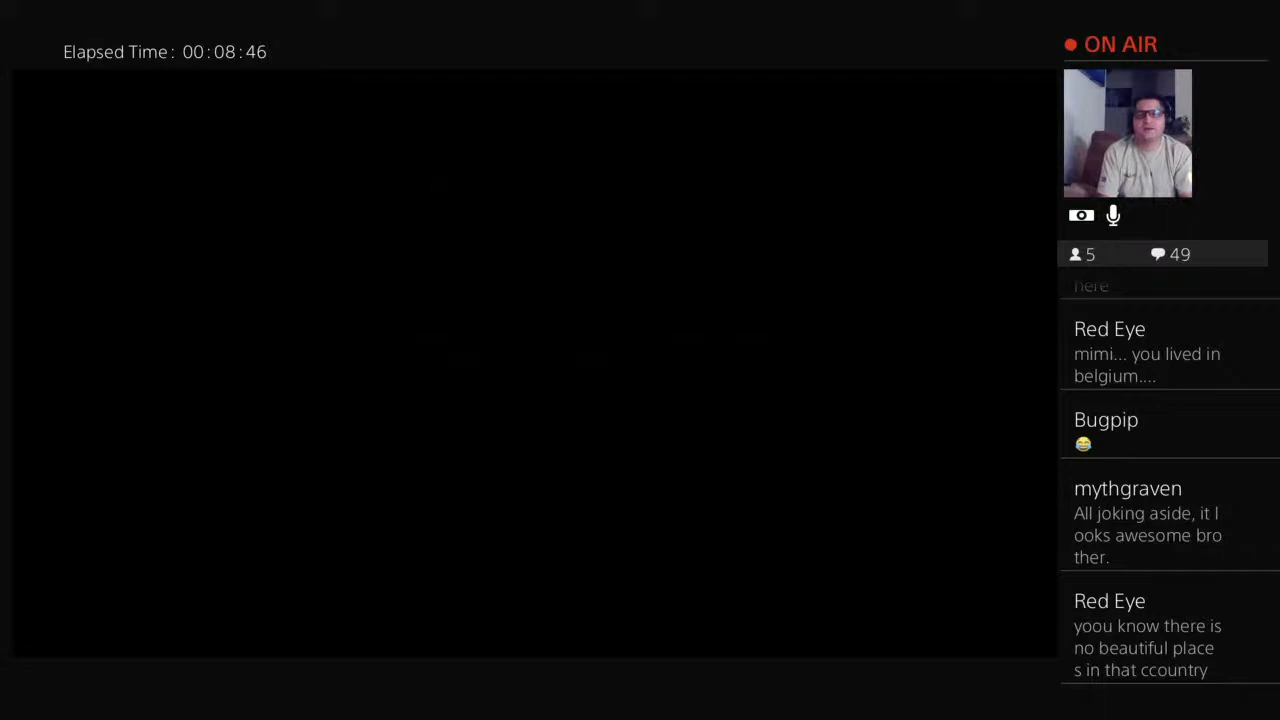 Elapsed Time: 00:08:46
ON AIR
5 49
here
Red Eye
mimi... you lived in
belgium....
Bugpip
😂
mythgraven
All joking aside, it l
ooks awesome bro
ther.
Red Eye
yoou know there is
no beautiful place
s in that ccountry